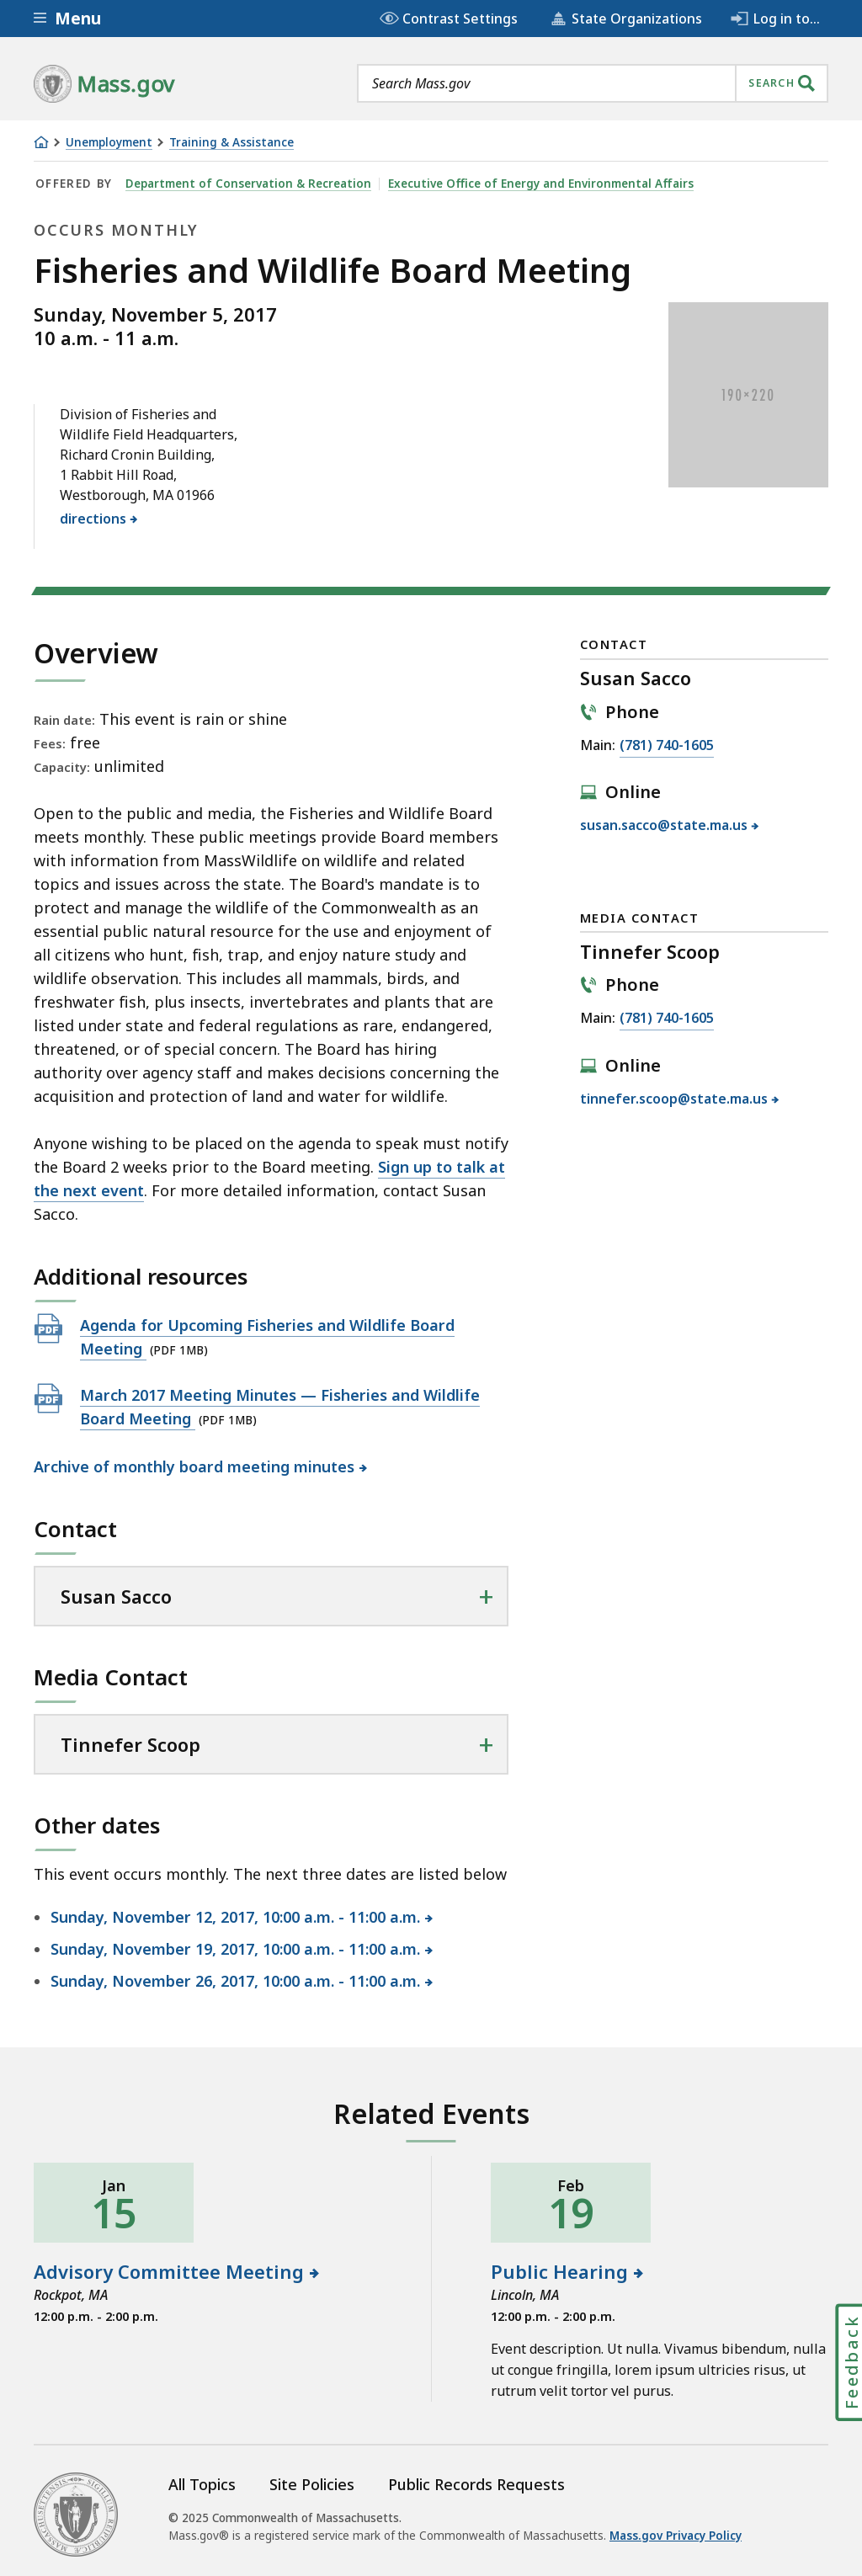 Menu
Contrast Settings
State Organizations
Log in to...
Mass.gov
Search Mass.gov
SEARCH
Unemployment
Training & Assistance
OFFERED BY
Department of Conservation & Recreation
Executive Office of Energy and Environmental Affairs
OCCURS MONTHLY
Fisheries and Wildlife Board Meeting
Sunday, November 5, 2017
10 a.m. - 11 a.m.
190×220
Division of Fisheries and
Wildlife Field Headquarters,
Richard Cronin Building,
1 Rabbit Hill Road,
Westborough, MA 01966
directions
Overview
Rain date: This event is rain or shine
Fees: free
Capacity: unlimited
Open to the public and media, the Fisheries and Wildlife Board
meets monthly. These public meetings provide Board members
with information from MassWildlife on wildlife and related
topics and issues across the state. The Board's mandate is to
protect and manage the wildlife of the Commonwealth as an
essential public natural resource for the use and enjoyment of
all citizens who hunt, fish, trap, and enjoy nature study and
wildlife observation. This includes all mammals, birds, and
freshwater fish, plus insects, invertebrates and plants that are
listed under state and federal regulations as rare, endangered,
threatened, or of special concern. The Board has hiring
authority over agency staff and makes decisions concerning the
acquisition and protection of land and water for wildlife.
Anyone wishing to be placed on the agenda to speak must notify
the Board 2 weeks prior to the Board meeting. Sign up to talk at
the next event. For more detailed information, contact Susan
Sacco.
CONTACT
Susan Sacco
Phone
Main: (781) 740-1605
Online
susan.sacco@state.ma.us
MEDIA CONTACT
Tinnefer Scoop
Phone
Main: (781) 740-1605
Online
tinnefer.scoop@state.ma.us
Additional resources
PDF
Agenda for Upcoming Fisheries and Wildlife Board
Meeting (PDF 1MB)
PDF
March 2017 Meeting Minutes — Fisheries and Wildlife
Board Meeting (PDF 1MB)
Archive of monthly board meeting minutes
Contact
Susan Sacco
Media Contact
Tinnefer Scoop
Other dates
This event occurs monthly. The next three dates are listed below
Sunday, November 12, 2017, 10:00 a.m. - 11:00 a.m.
Sunday, November 19, 2017, 10:00 a.m. - 11:00 a.m.
Sunday, November 26, 2017, 10:00 a.m. - 11:00 a.m.
Related Events
Jan
15
Advisory Committee Meeting
Rockpot, MA
12:00 p.m. - 2:00 p.m.
Feb
19
Public Hearing
Lincoln, MA
12:00 p.m. - 2:00 p.m.
Event description. Ut nulla. Vivamus bibendum, nulla
ut congue fringilla, lorem ipsum ultricies risus, ut
rutrum velit tortor vel purus.
Feedback
All Topics
Site Policies
Public Records Requests
© 2025 Commonwealth of Massachusetts.
Mass.gov® is a registered service mark of the Commonwealth of Massachusetts. Mass.gov Privacy Policy